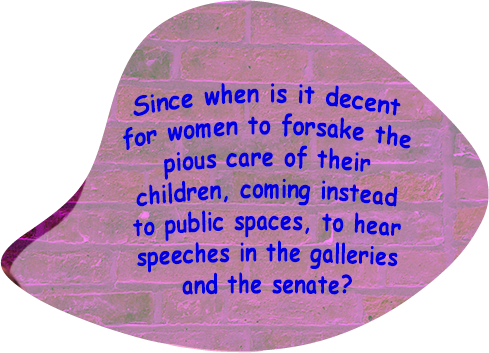 Since when is it decent
for women to forsake the
pious care of their
children, coming instead
to public spaces, to hear
speeches in the galleries
and the senate?